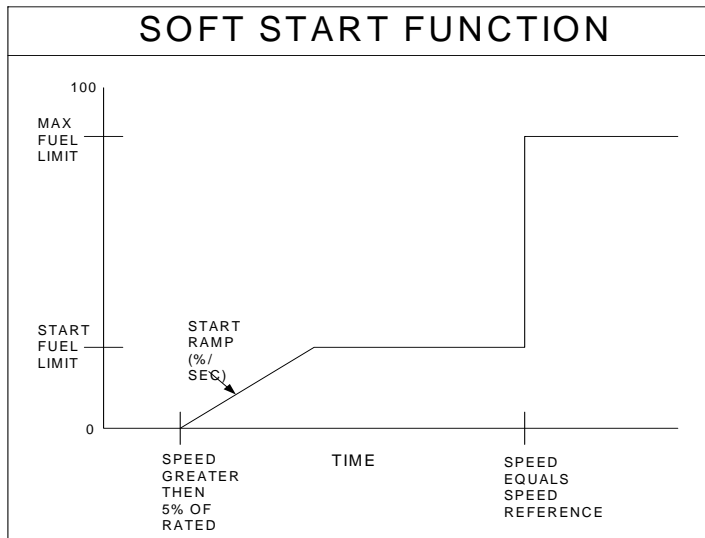 SOFT START FUNCTION
100
MAX
FUEL
LIMIT
START
FUEL
LIMIT
START
RAMP
(%/
SEC)
0
SPEED
GREATER
THEN
5% OF
RATED
TIME
SPEED
EQUALS
SPEED
REFERENCE